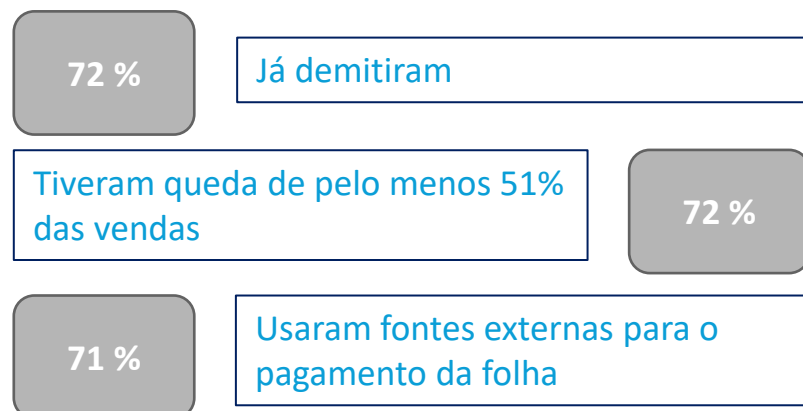 72 %
Já demitiram
Tiveram queda de pelo menos 51%
das vendas
72 %
71 %
Usaram fontes externas para o
pagamento da folha